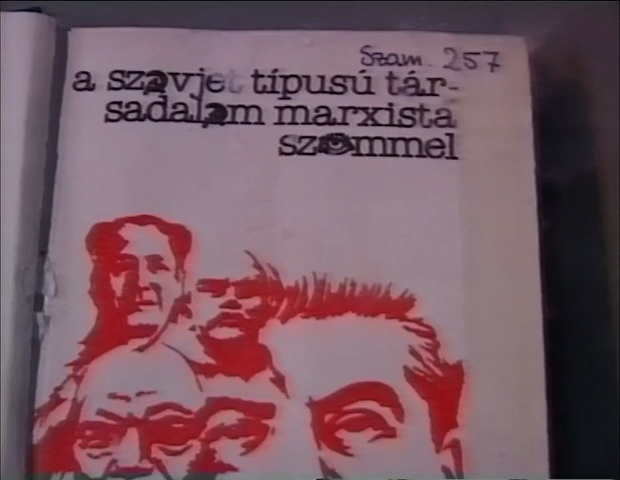 Szam. 257
a szovjet típusú tár-
sadalom marxista
szemmel